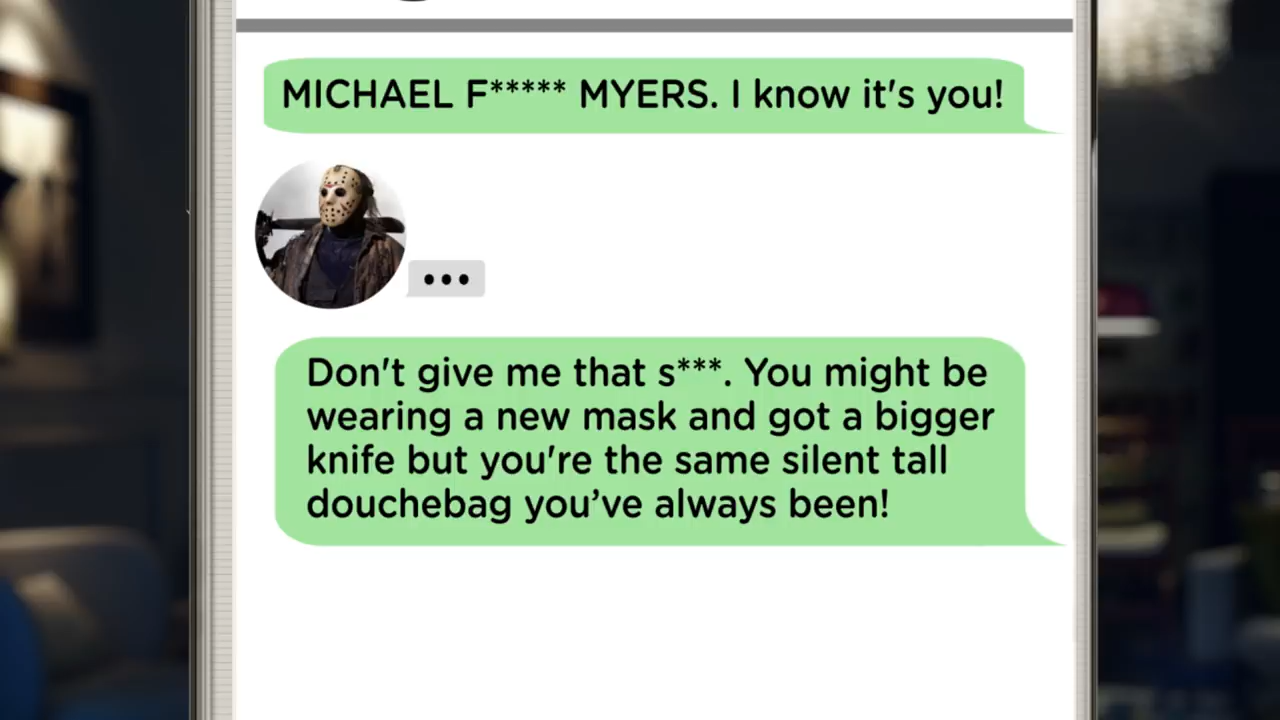 MICHAEL F***** MYERS. I know it's you!
•••
Don't give me that s***. You might be
wearing a new mask and got a bigger
knife but you're the same silent tall
douchebag you’ve always been!